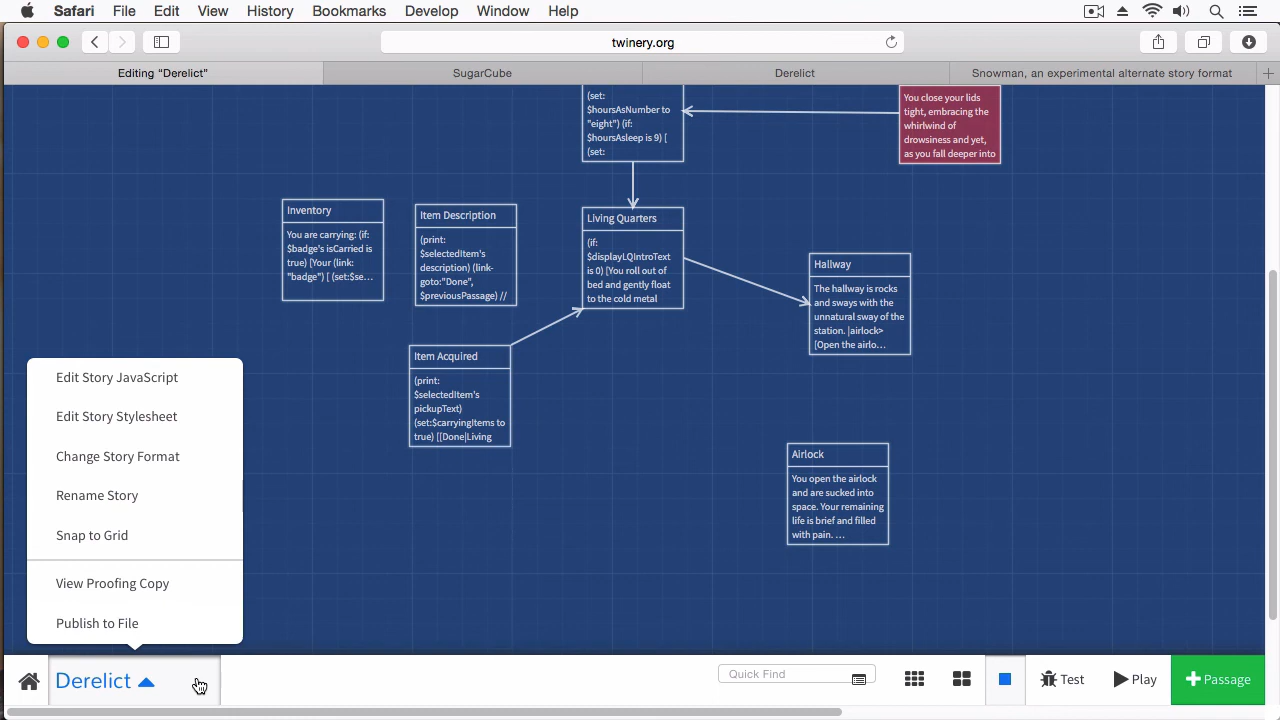 Safari File Edit View History Bookmarks Develop Window Help
twinery.org
Editing “Derelict” SugarCube Derelict Snowman, an experimental alternate story format
(set:
$hoursAsNumber to
"eight") (if:
$hoursAsleep is 9) [
(set:
You close your lids
tight, embracing the
whirlwind of
drowsiness and yet,
as you fall deeper into
Inventory
You are carrying: (if:
$badge's isCarried is
true) [Your (link:
"badge") [ (set:$se...
Item Description
(print:
$selectedItem's
description) (link-
goto:"Done",
$previousPassage) //
Living Quarters
(if:
$displayLQIntroText
is 0) [You roll out of
bed and gently float
to the cold metal
Hallway
The hallway is rocks
and sways with the
unnatural sway of the
station. |airlock>
[Open the airlo...
Item Acquired
(print:
$selectedItem's
pickupText)
(set:$carryingItems to
true) [[Done|Living
Airlock
You open the airlock
and are sucked into
space. Your remaining
life is brief and filled
with pain. ...
Edit Story JavaScript
Edit Story Stylesheet
Change Story Format
Rename Story
Snap to Grid
View Proofing Copy
Publish to File
Derelict Quick Find Test Play Passage